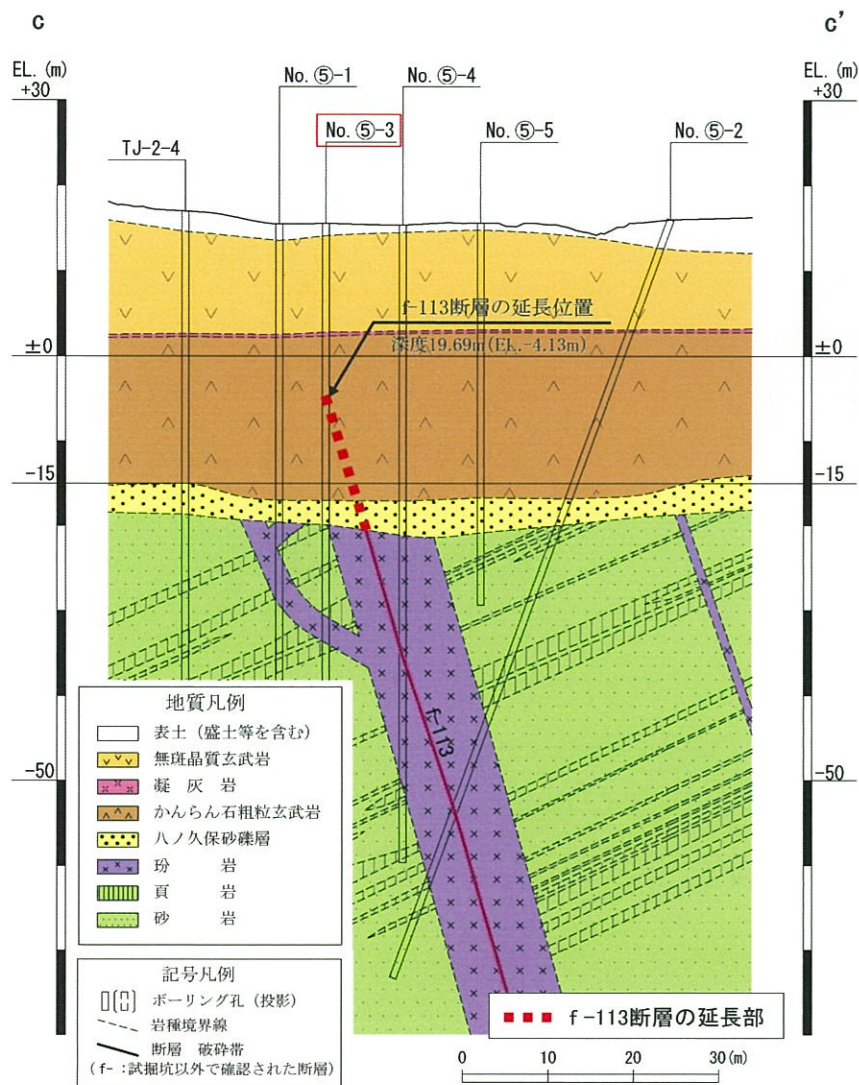 C
C'
EL. (m)
EL. (m)
+30
+30
No. ⑤-1
No. ⑤-4
No. ⑤-3
No. ⑤-5
No. ⑤-2
TJ-2-4
f-113断層の延長位置
深度19.69m(EL.-4.13m)
±0
±0
-15
-15
f-113
-50
-50
地質凡例
表土（盛土等を含む）
無斑晶質玄武岩
凝 灰 岩
かんらん石粗粒玄武岩
八ノ久保砂礫層
玢 岩
頁 岩
砂 岩
記号凡例
ボーリング孔（投影）
岩種境界線
断層 破砕帯
(f- :試掘坑以外で確認された断層)
f-113断層の延長部
0 10 20 30(m)